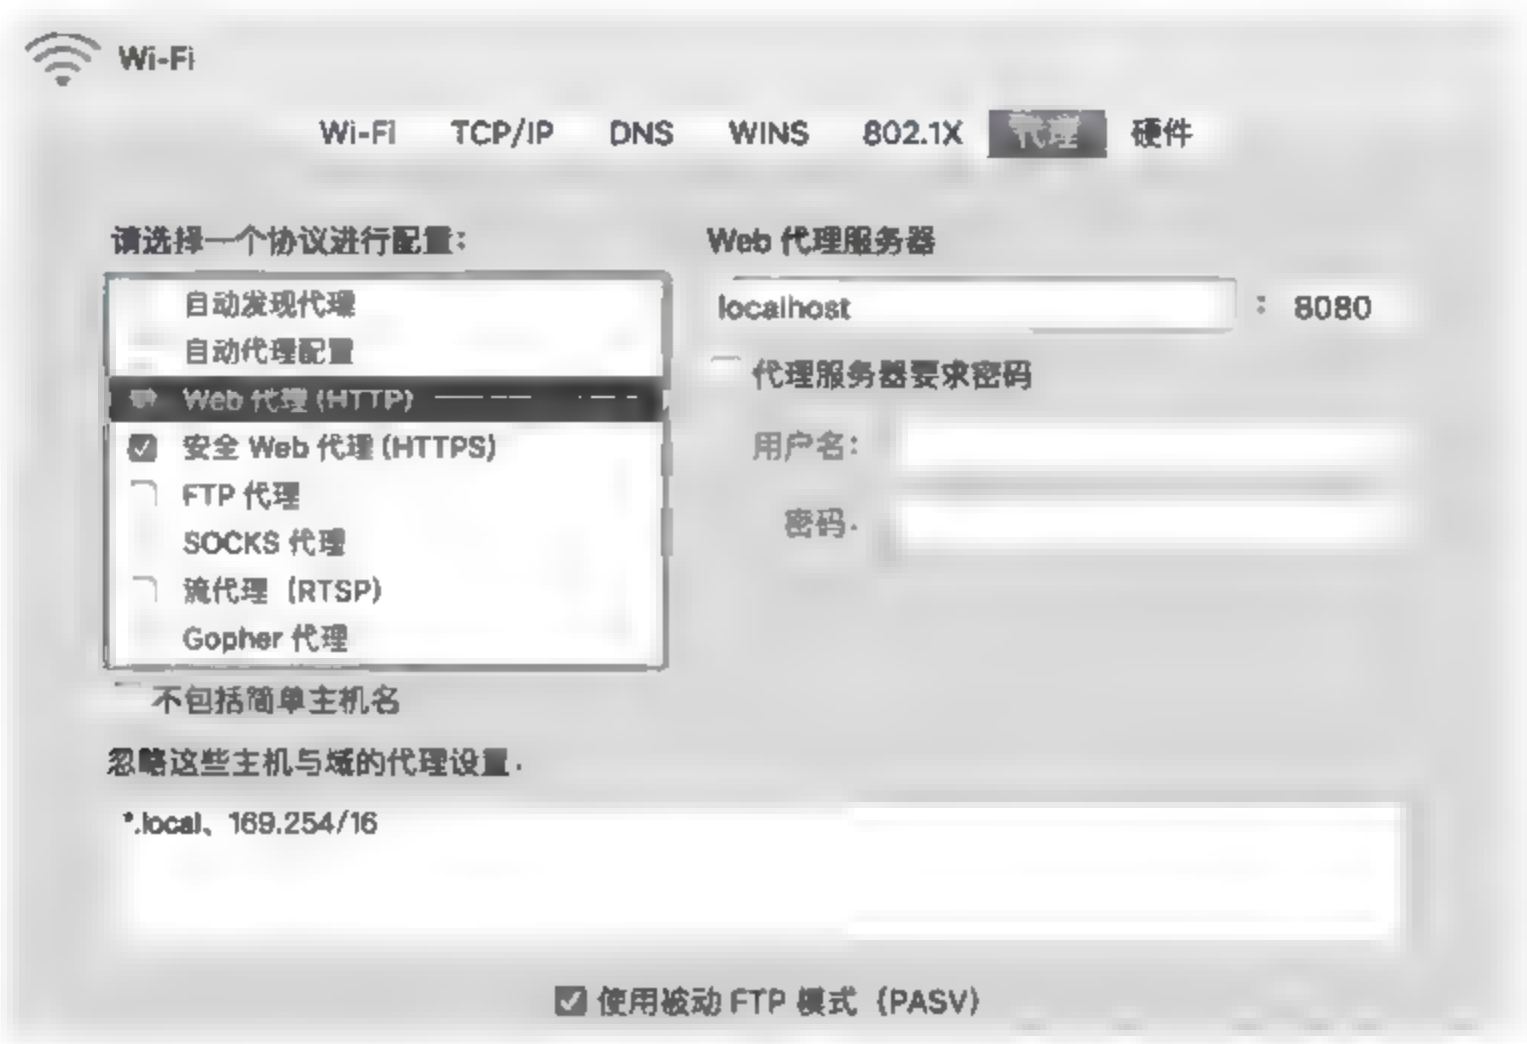 Wi-Fi
Wi-Fi TCP/IP DNS WINS 802.1X 代理 硬件
请选择一个协议进行配置：
自动发现代理
自动代理配置
Web 代理 (HTTP)
安全 Web 代理 (HTTPS)
FTP 代理
SOCKS 代理
流代理（RTSP）
Gopher 代理
Web 代理服务器
localhost : 8080
代理服务器要求密码
用户名：
密码：
不包括简单主机名
忽略这些主机与域的代理设置：
*.local、169.254/16
使用被动 FTP 模式（PASV）